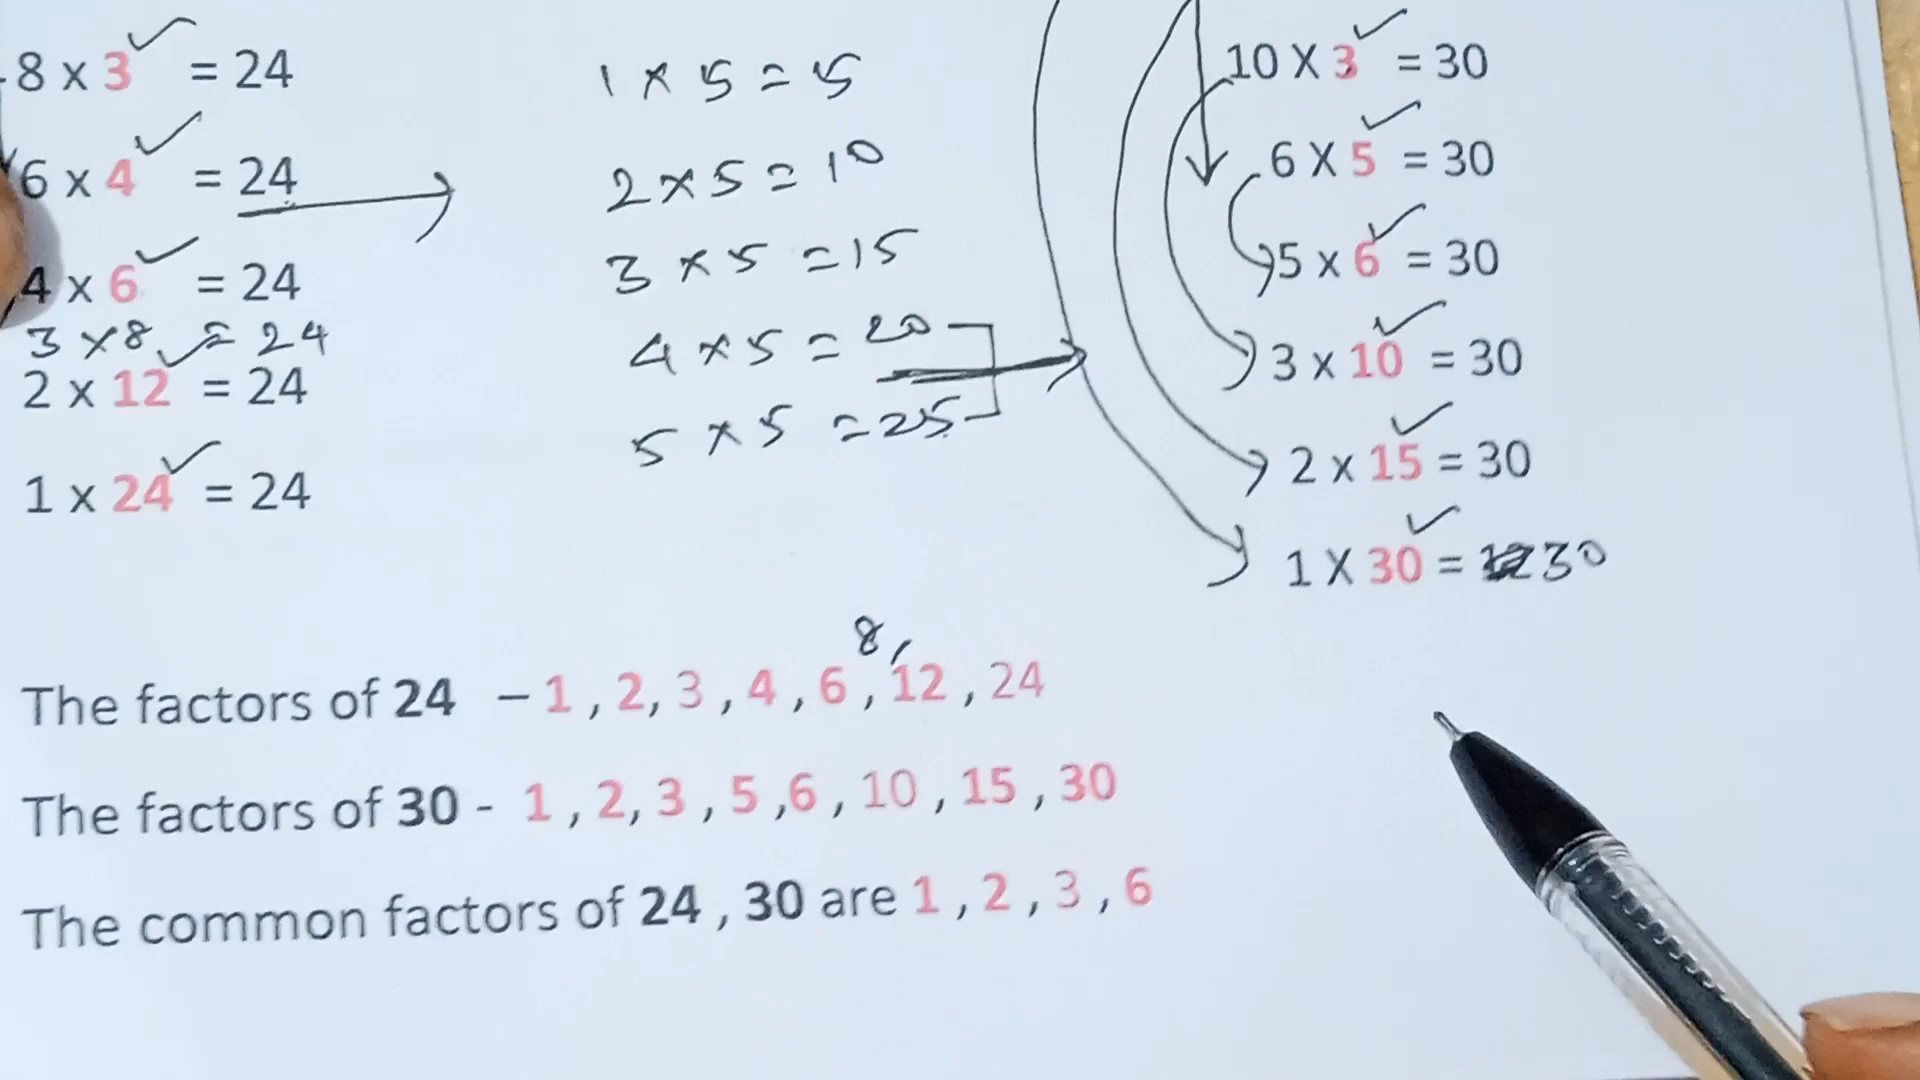 8 x 3 = 24
6 x 4 = 24
4 x 6 = 24
3 x 8 = 24
2 x 12 = 24
1 x 24 = 24
1 x 5 = 5
2 x 5 = 10
3 x 5 = 15
4 x 5 = 20
5 x 5 = 25
10 X 3 = 30
6 X 5 = 30
5 x 6 = 30
3 x 10 = 30
2 x 15 = 30
1 X 30 = 30
8,
The factors of 24 – 1 , 2, 3 , 4 , 6 , 12 , 24
The factors of 30 - 1 , 2, 3 , 5 ,6 , 10 , 15 , 30
The common factors of 24 , 30 are 1 , 2 , 3 , 6